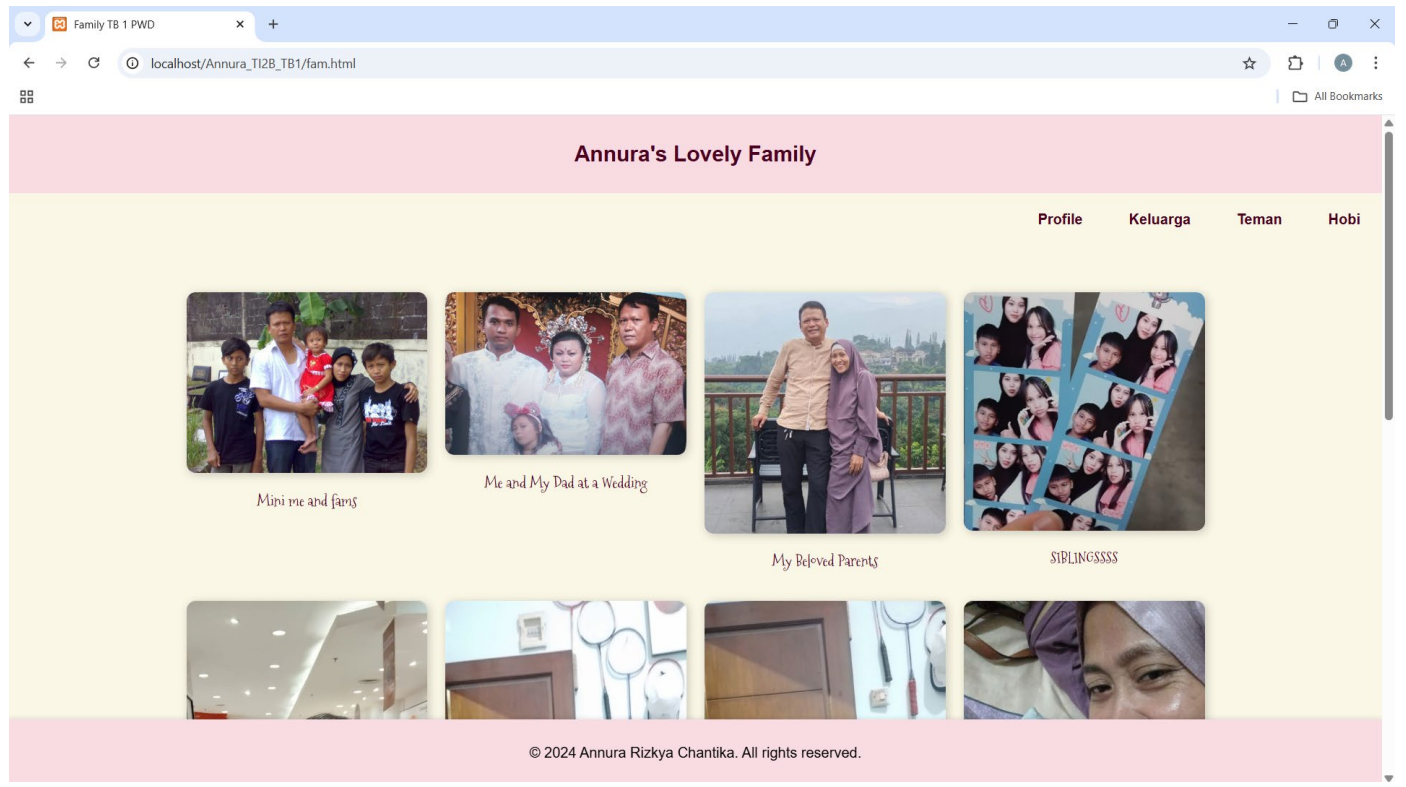 Family TB 1 PWD
localhost/Annura_TI2B_TB1/fam.html
A
All Bookmarks
Annura's Lovely Family
Profile Keluarga Teman Hobi
Mini me and fams
Me and My Dad at a Wedding
My Beloved Parents
SIBLINGSSSS
© 2024 Annura Rizkya Chantika. All rights reserved.